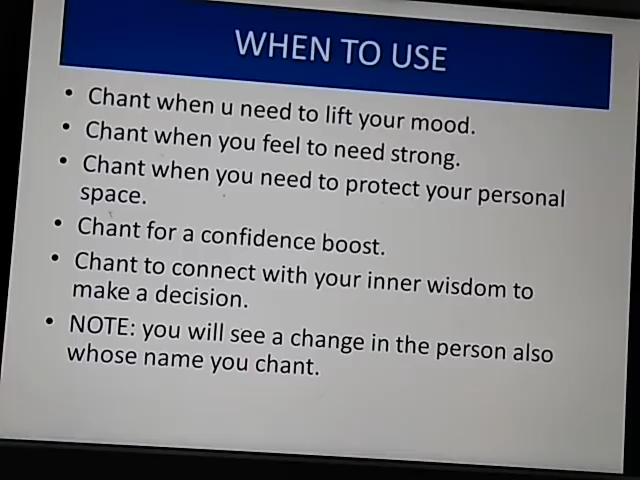 WHEN TO USE
• Chant when u need to lift your mood.
• Chant when you feel to need strong.
• Chant when you need to protect your personal
space.
• Chant for a confidence boost.
• Chant to connect with your inner wisdom to
make a decision.
• NOTE: you will see a change in the person also
whose name you chant.